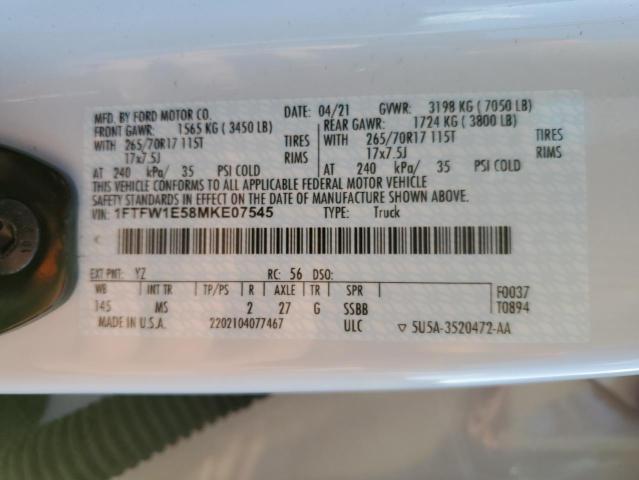 MFD. BY FORD MOTOR CO. DATE: 04/21 GVWR: 3198 KG ( 7050 LB)
FRONT GAWR: 1565 KG ( 3450 LB) REAR GAWR: 1724 KG ( 3800 LB)
WITH 265/70R17 115T TIRES WITH 265/70R17 115T TIRES
17x7.5J RIMS 17x7.5J RIMS
AT 240 kPa/ 35 PSI COLD AT 240 kPa/ 35 PSI COLD
THIS VEHICLE CONFORMS TO ALL APPLICABLE FEDERAL MOTOR VEHICLE
SAFETY STANDARDS IN EFFECT ON THE DATE OF MANUFACTURE SHOWN ABOVE.
VIN: 1FTFW1E58MKE07545 TYPE: Truck
EXT PNT: YZ RC: 56 DSO:
WB INT TR TP/PS R AXLE TR SPR F0037
145 MS 2 27 G SSBB T0894
MADE IN U.S.A. 2202104077467 ULC ▽ 5U5A-3520472-AA